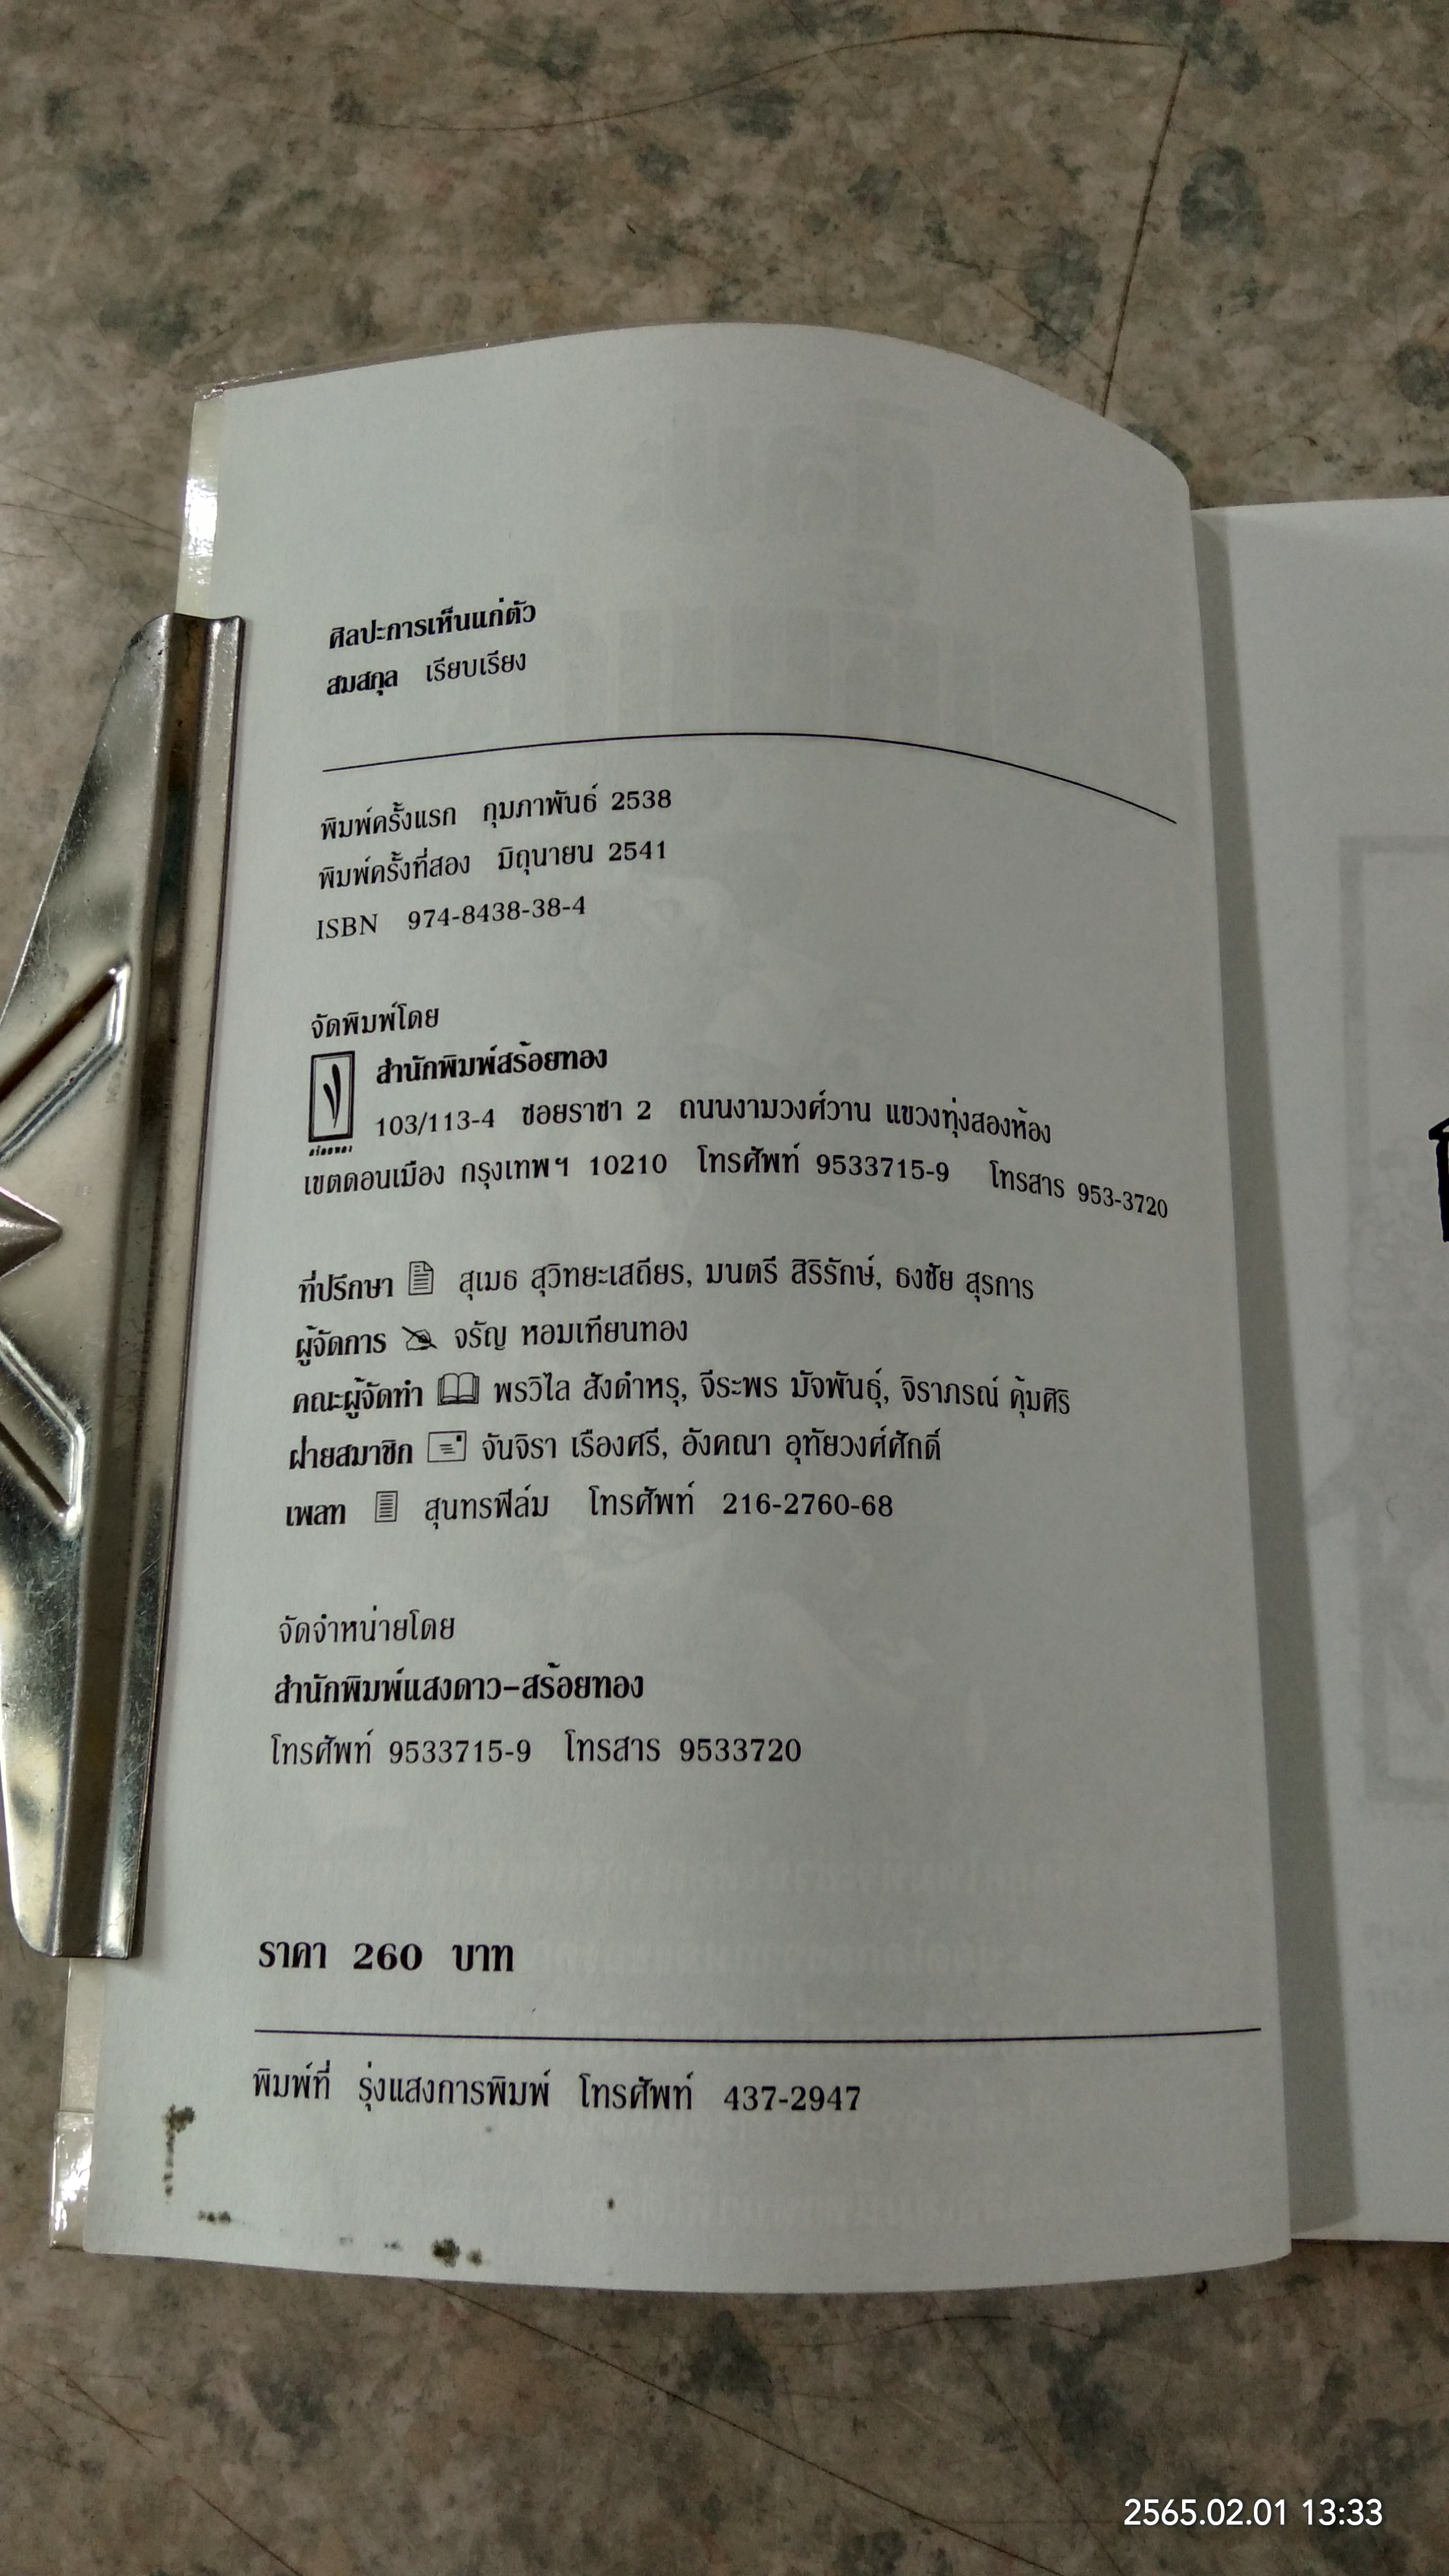 ศิลปะการเห็นแก่ตัว
สมสกุล เรียบเรียง
พิมพ์ครั้งแรก กุมภาพันธ์ 2538
พิมพ์ครั้งที่สอง มิถุนายน 2541
ISBN 974-8438-38-4
จัดพิมพ์โดย
สำนักพิมพ์สร้อยทอง
103/113-4 ซอยราชา 2 ถนนงามวงศ์วาน แขวงทุ่งสองห้อง
สร้อยทอง
เขตดอนเมือง กรุงเทพฯ 10210 โทรศัพท์ 9533715-9 โทรสาร 953-3720
ที่ปรึกษา สุเมธ สุวิทยะเสถียร, มนตรี สิริรักษ์, ธงชัย สุรการ
ผู้จัดการ จรัญ หอมเทียนทอง
คณะผู้จัดทำ พรวิไล สังดำหรุ, จีระพร มัจพันธุ์, จิราภรณ์ คุ้มศิริ
ฝ่ายสมาชิก จันจิรา เรืองศรี, อังคณา อุทัยวงศ์ศักดิ์
เพลท สุนทรฟิล์ม โทรศัพท์ 216-2760-68
จัดจำหน่ายโดย
สำนักพิมพ์แสงดาว-สร้อยทอง
โทรศัพท์ 9533715-9 โทรสาร 9533720
ราคา 260 บาท
พิมพ์ที่ รุ่งแสงการพิมพ์ โทรศัพท์ 437-2947
2565.02.01 13:33